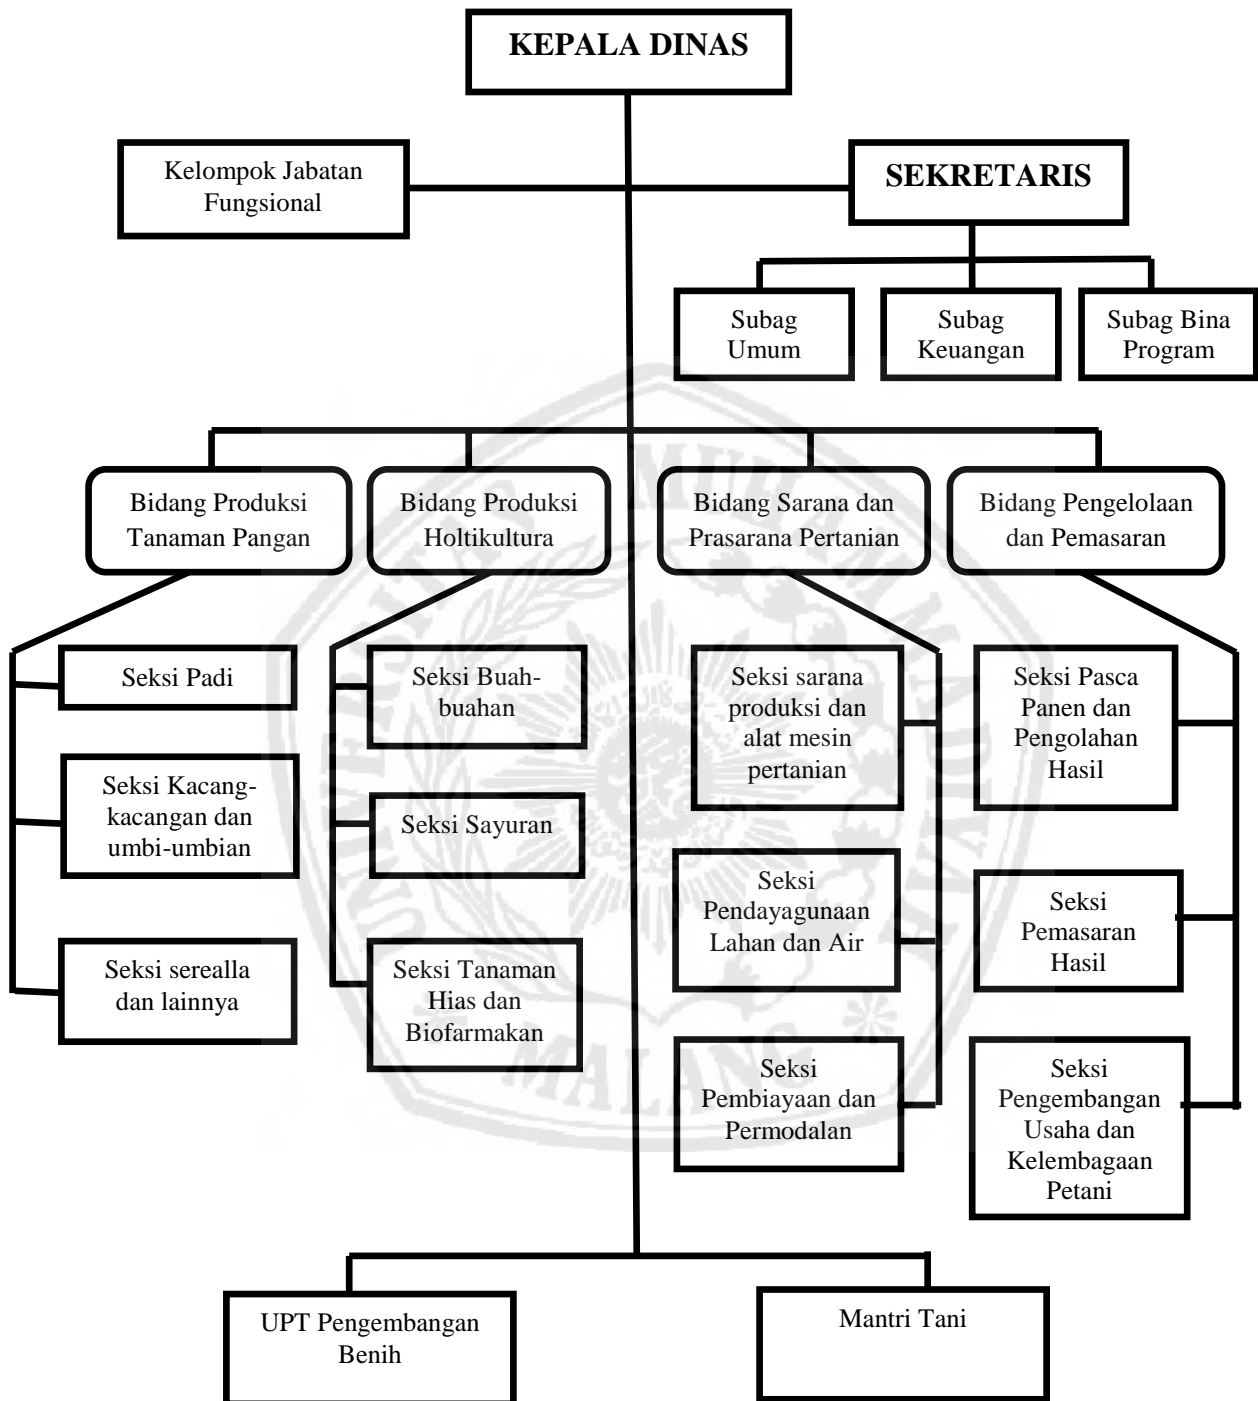 KEPALA DINAS
Kelompok Jabatan
Fungsional
SEKRETARIS
Subag
Umum
Subag
Keuangan
Subag Bina
Program
Bidang Produksi
Tanaman Pangan
Bidang Produksi
Holtikultura
Bidang Sarana dan
Prasarana Pertanian
Bidang Pengelolaan
dan Pemasaran
Seksi Padi
Seksi Kacang-
kacangan dan
umbi-umbian
Seksi serealla
dan lainnya
Seksi Buah-
buahan
Seksi Sayuran
Seksi Tanaman
Hias dan
Biofarmakan
Seksi sarana
produksi dan
alat mesin
pertanian
Seksi
Pendayagunaan
Lahan dan Air
Seksi
Pembiayaan dan
Permodalan
Seksi Pasca
Panen dan
Pengolahan
Hasil
Seksi
Pemasaran
Hasil
Seksi
Pengembangan
Usaha dan
Kelembagaan
Petani
UPT Pengembangan
Benih
Mantri Tani
UNIVERSITAS MUHAMMADIYAH
MALANG